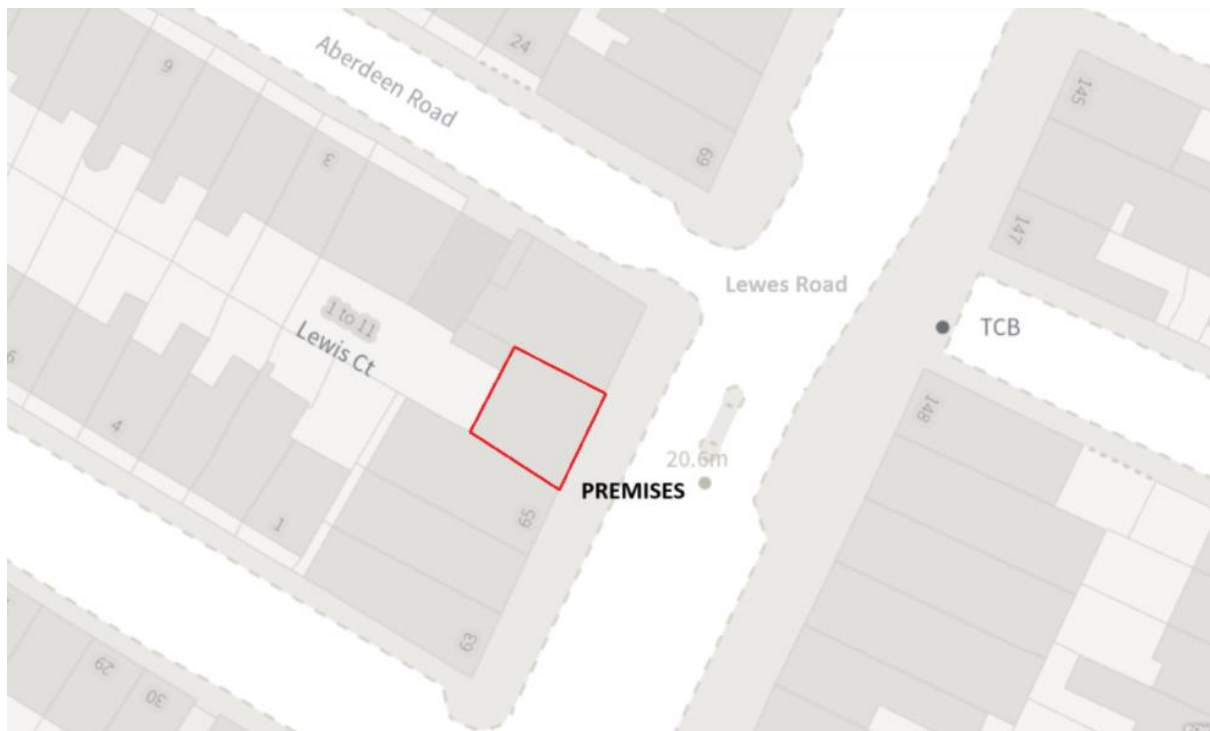 Aberdeen Road
24
9
3
69
145
147
Lewes Road
1 to 11
Lewis Ct
TCB
6
4
1
20.6m
PREMISES
65
148
63
29
30